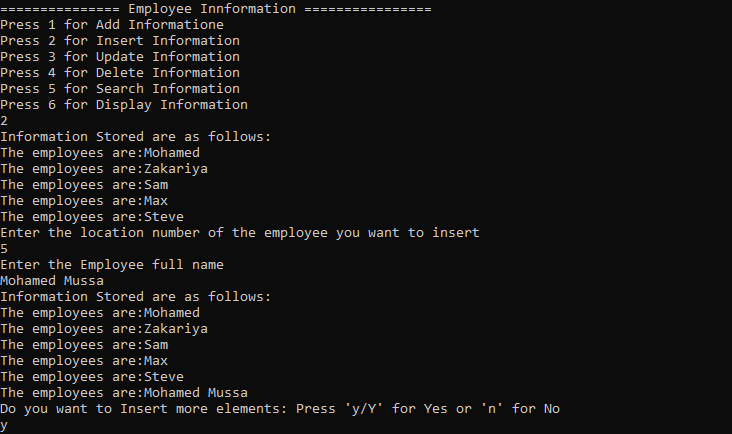 =============== Employee Innformation ================
Press 1 for Add Informatione
Press 2 for Insert Information
Press 3 for Update Information
Press 4 for Delete Information
Press 5 for Search Information
Press 6 for Display Information
2
Information Stored are as follows:
The employees are:Mohamed
The employees are:Zakariya
The employees are:Sam
The employees are:Max
The employees are:Steve
Enter the location number of the employee you want to insert
5
Enter the Employee full name
Mohamed Mussa
Information Stored are as follows:
The employees are:Mohamed
The employees are:Zakariya
The employees are:Sam
The employees are:Max
The employees are:Steve
The employees are:Mohamed Mussa
Do you want to Insert more elements: Press 'y/Y' for Yes or 'n' for No
y